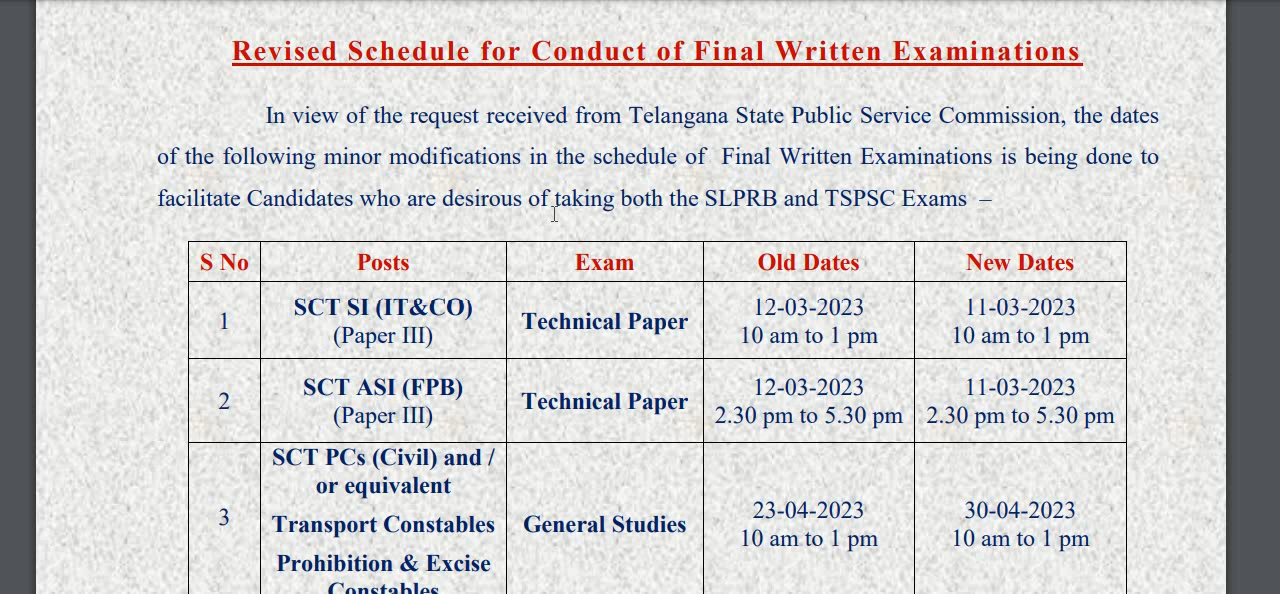 Revised Schedule for Conduct of Final Written Examinations
In view of the request received from Telangana State Public Service Commission, the dates
of the following minor modifications in the schedule of Final Written Examinations is being done to
facilitate Candidates who are desirous of taking both the SLPRB and TSPSC Exams –
S No Posts Exam Old Dates New Dates
1 SCT SI (IT&CO) (Paper III) Technical Paper 12-03-2023 10 am to 1 pm 11-03-2023 10 am to 1 pm
2 SCT ASI (FPB) (Paper III) Technical Paper 12-03-2023 2.30 pm to 5.30 pm 11-03-2023 2.30 pm to 5.30 pm
3 SCT PCs (Civil) and /
or equivalent
Transport Constables
Prohibition & Excise
Constables
General Studies 23-04-2023 10 am to 1 pm 30-04-2023 10 am to 1 pm